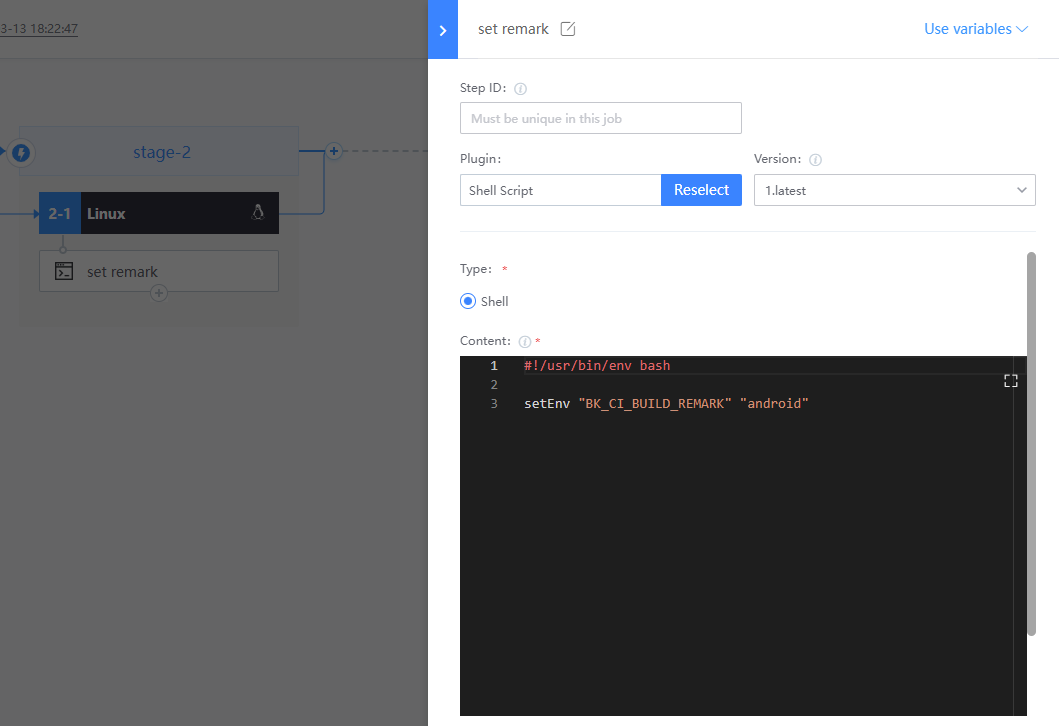 3-13 18:22:47
set remark
Use variables
Step ID:
Must be unique in this job
Plugin:
Version:
Shell Script
Reselect
1.latest
stage-2
2-1
Linux
set remark
Type: *
Shell
Content: *
1 #!/usr/bin/env bash
2
3 setEnv "BK_CI_BUILD_REMARK" "android"